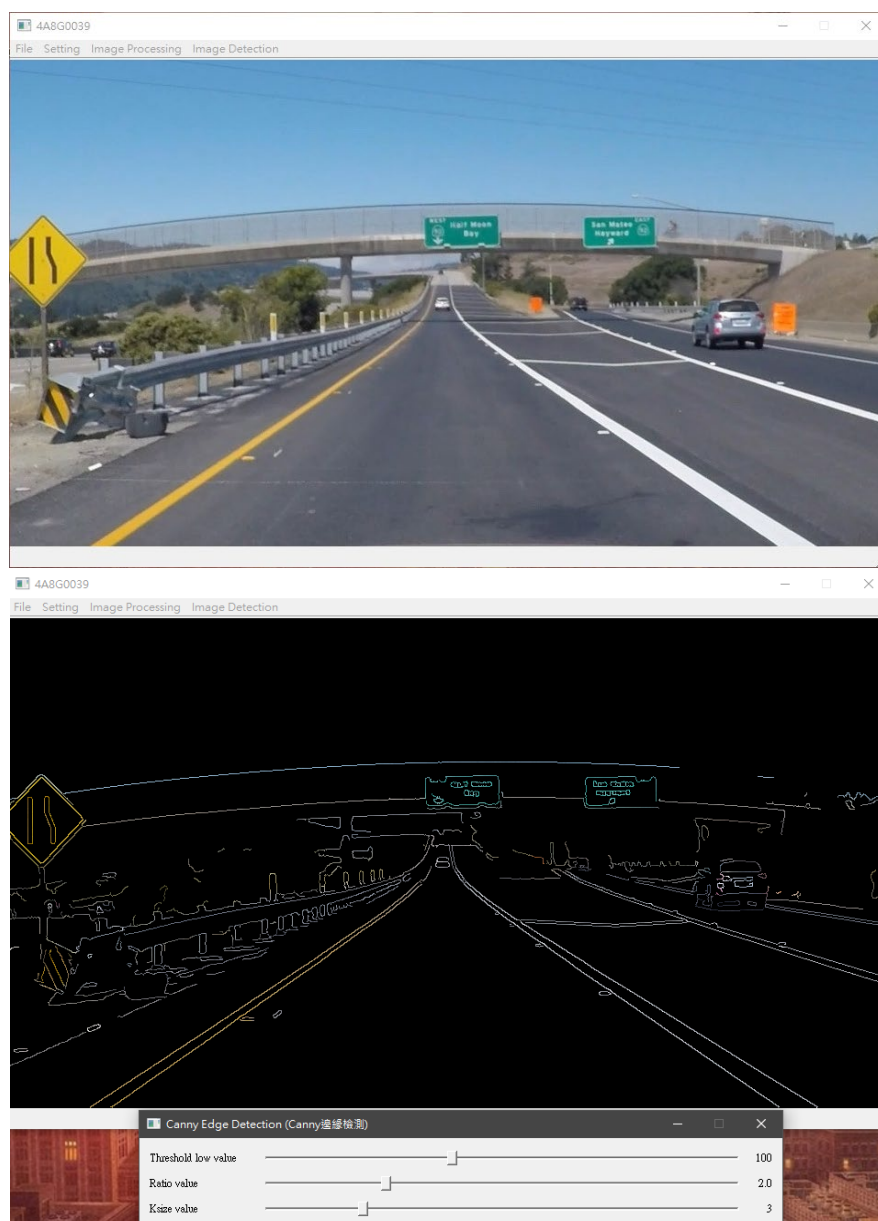 4A8G0039
File Setting Image Processing Image Detection
WEST
Half Moon
Bay
EAST
San Mateo
Hayward
4A8G0039
File Setting Image Processing Image Detection
Canny Edge Detection (Canny邊緣檢測)
Threshold low value 100
Ratio value 2.0
Ksize value 3